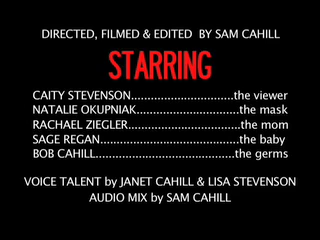 DIRECTED, FILMED & EDITED  BY SAM CAHILL
STARRING
CAITY STEVENSON...............................the viewer
NATALIE OKUPNIAK...............................the mask
RACHAEL ZIEGLER..................................the mom
SAGE REGAN..........................................the baby
BOB CAHILL..........................................the germs
VOICE TALENT by JANET CAHILL & LISA STEVENSON
AUDIO MIX by SAM CAHILL